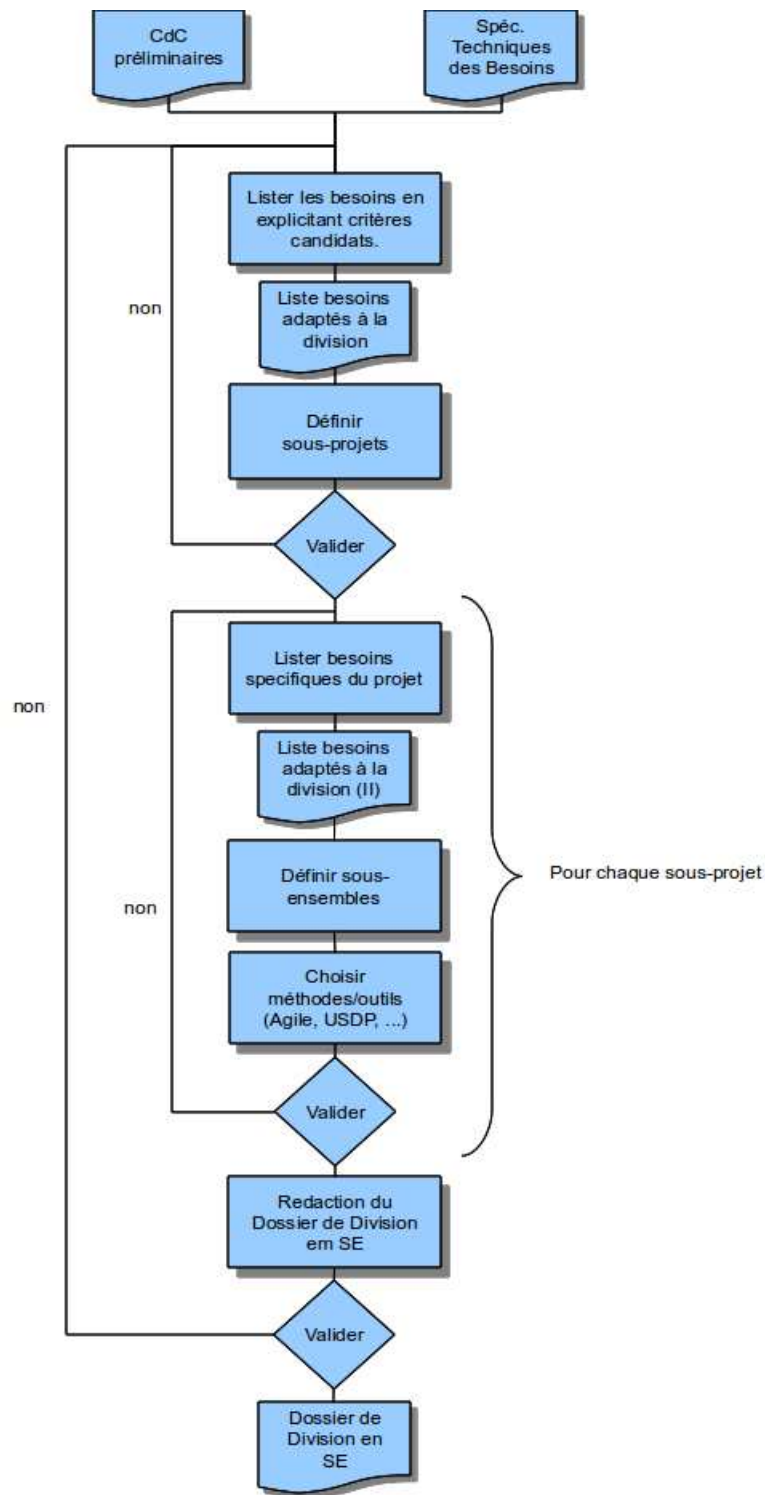 CdC
préliminaires
Spéc.
Techniques
des Besoins
Lister les besoins en
explicitant critères
candidats.
non
Liste besoins
adaptés à la
division
Définir
sous-projets
Valider
Lister besoins
specifiques du projet
non
Liste besoins
adaptés à la
division (II)
Pour chaque sous-projet
Définir sous-
ensembles
non
Choisir
méthodes/outils
(Agile, USDP, ...)
Valider
Redaction du
Dossier de Division
em SE
Valider
Dossier de
Division en
SE